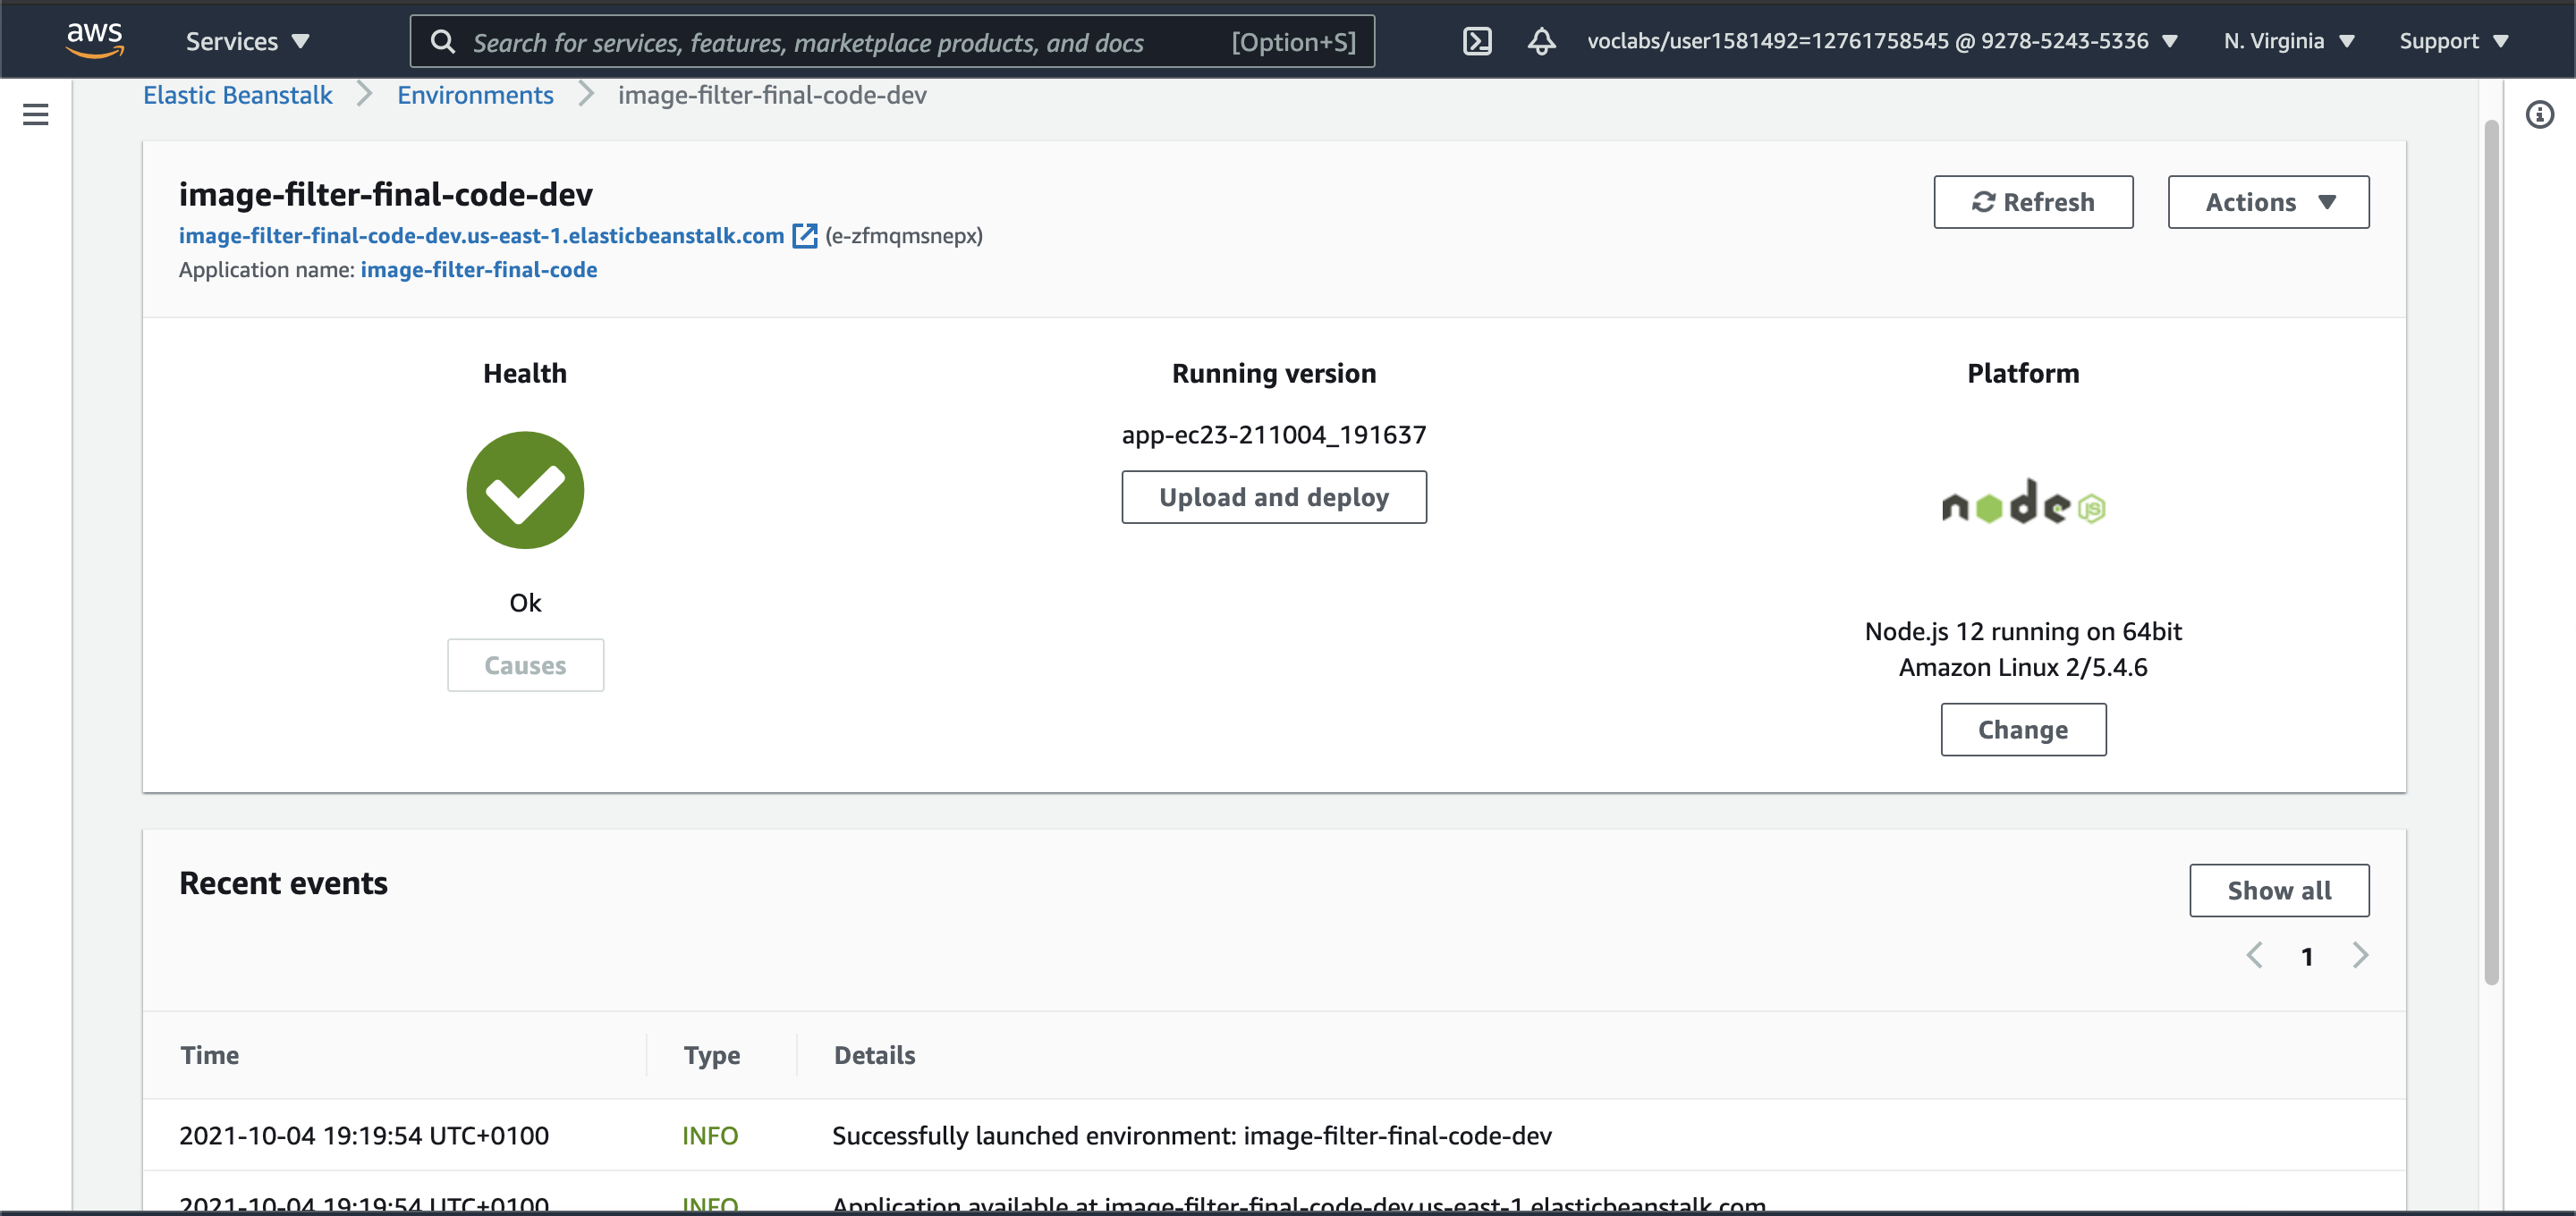 aws
Services
Search for services, features, marketplace products, and docs [Option+S]
voclabs/user1581492=12761758545 @ 9278-5243-5336
N. Virginia
Support
Elastic Beanstalk
Environments
image-filter-final-code-dev
image-filter-final-code-dev
image-filter-final-code-dev.us-east-1.elasticbeanstalk.com (e-zfmqmsnepx)
Application name: image-filter-final-code
Refresh
Actions
Health
Ok
Causes
Running version
app-ec23-211004_191637
Upload and deploy
Platform
node JS
Node.js 12 running on 64bit
Amazon Linux 2/5.4.6
Change
Recent events
Show all
1
Time Type Details
2021-10-04 19:19:54 UTC+0100 INFO Successfully launched environment: image-filter-final-code-dev
2021-10-04 19:19:54 UTC+0100 INFO Application available at image-filter-final-code-dev.us-east-1.elasticbeanstalk.com